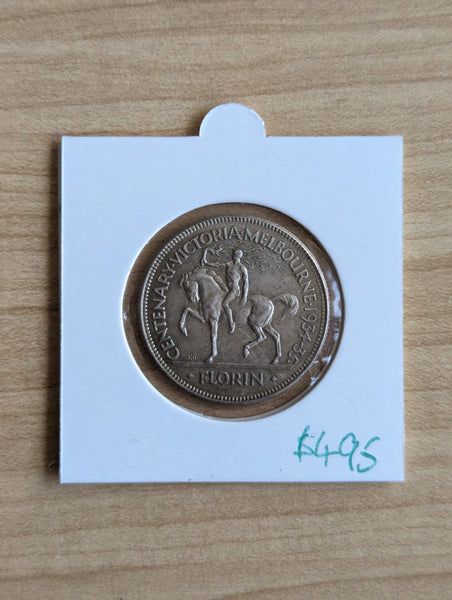 CENTENARY·VICTORIA·MELBOURNE·1934-35
FLORIN
$495